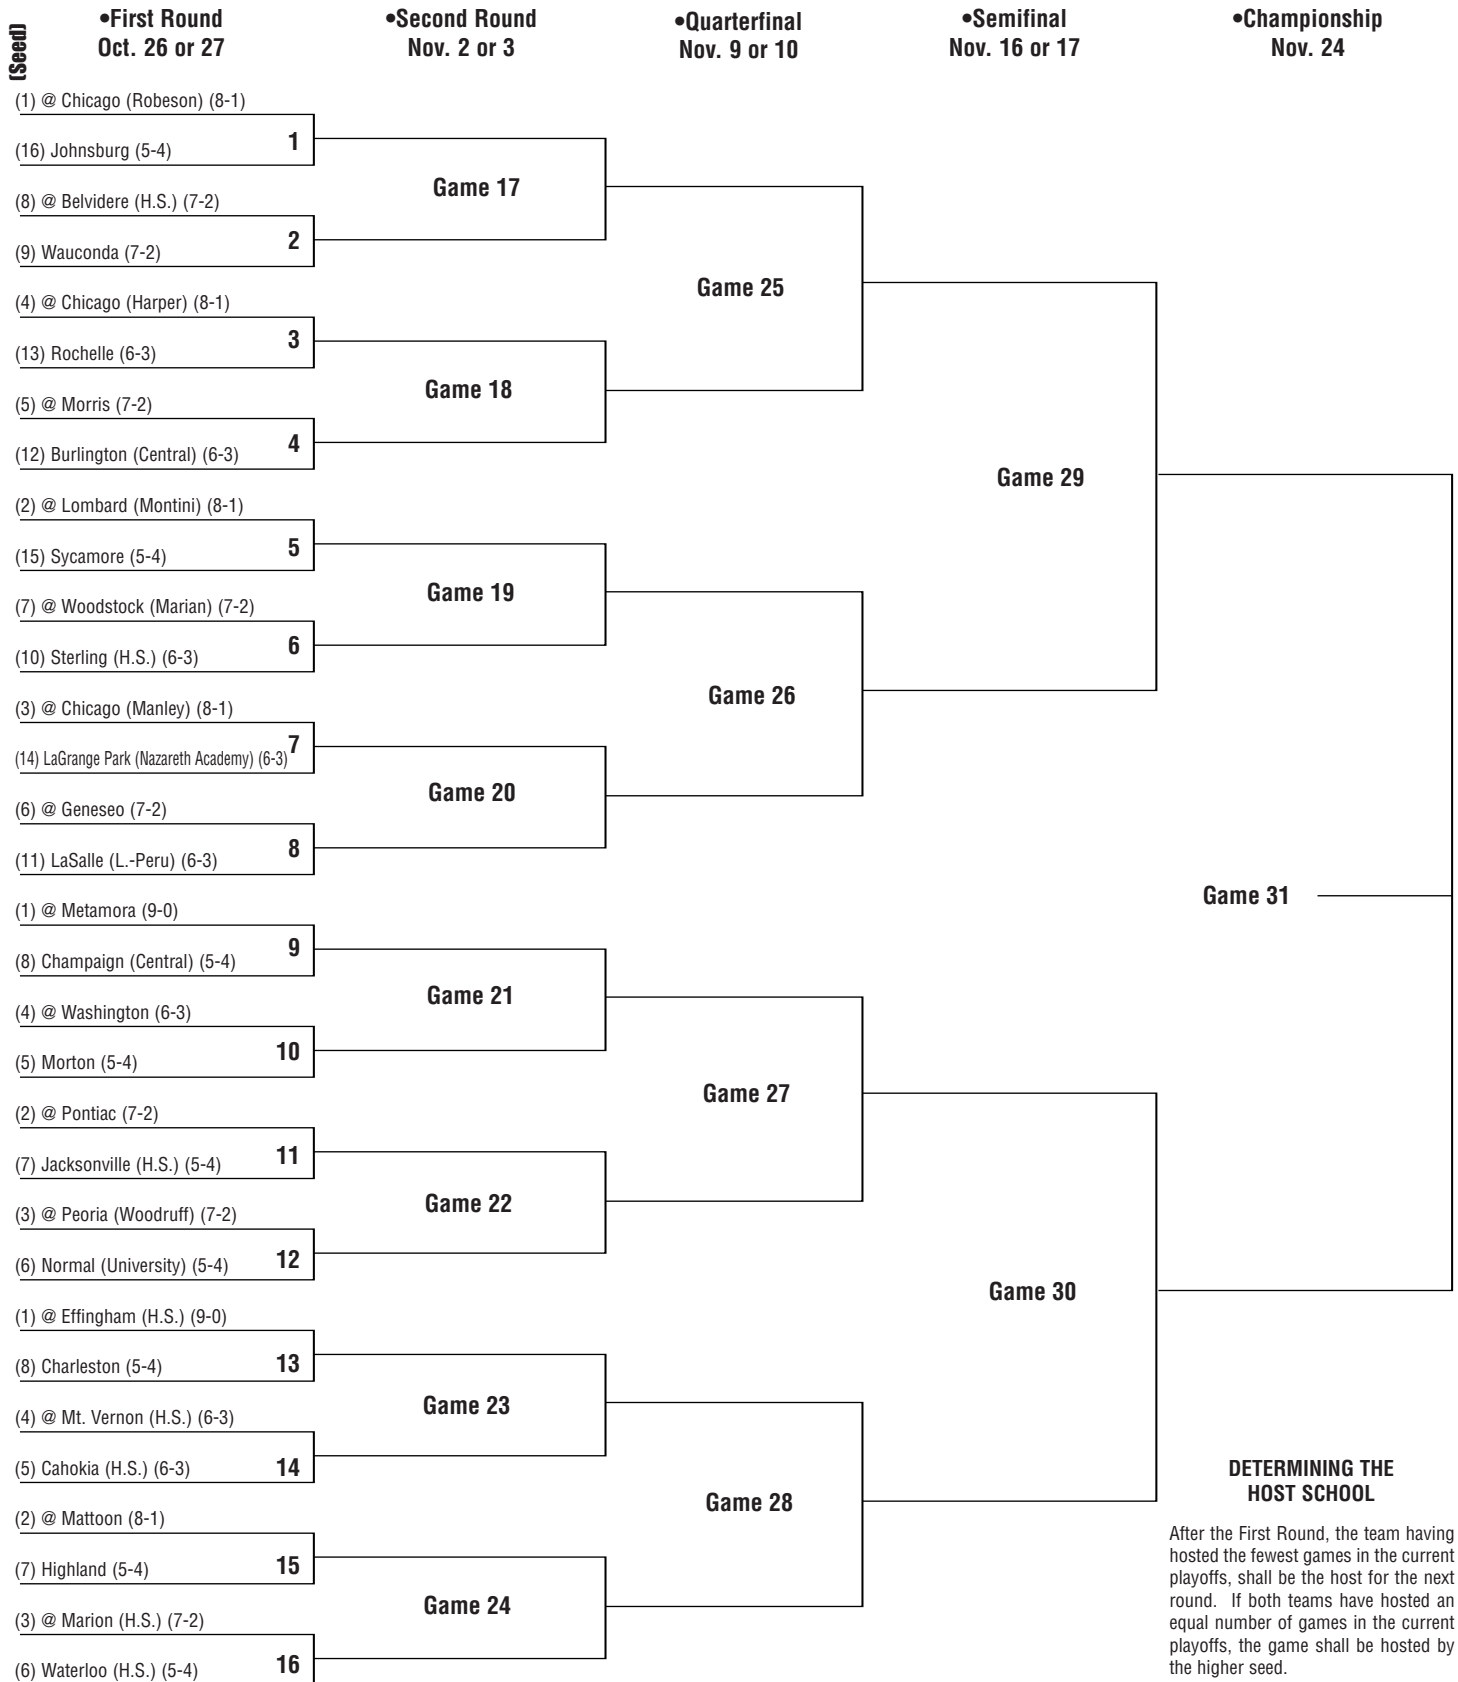 (Seed)
•First Round
Oct. 26 or 27
•Second Round
Nov. 2 or 3
•Quarterfinal
Nov. 9 or 10
•Semifinal
Nov. 16 or 17
•Championship
Nov. 24
(1) @ Chicago (Robeson) (8-1)
1
(16) Johnsburg (5-4)
Game 17
(8) @ Belvidere (H.S.) (7-2)
2
(9) Wauconda (7-2)
Game 25
(4) @ Chicago (Harper) (8-1)
3
(13) Rochelle (6-3)
Game 18
(5) @ Morris (7-2)
4
(12) Burlington (Central) (6-3)
Game 29
(2) @ Lombard (Montini) (8-1)
5
(15) Sycamore (5-4)
Game 19
(7) @ Woodstock (Marian) (7-2)
6
(10) Sterling (H.S.) (6-3)
Game 26
(3) @ Chicago (Manley) (8-1)
7
(14) LaGrange Park (Nazareth Academy) (6-3)
Game 20
(6) @ Geneseo (7-2)
8
(11) LaSalle (L.-Peru) (6-3)
Game 31
(1) @ Metamora (9-0)
9
(8) Champaign (Central) (5-4)
Game 21
(4) @ Washington (6-3)
10
(5) Morton (5-4)
Game 27
(2) @ Pontiac (7-2)
11
(7) Jacksonville (H.S.) (5-4)
Game 22
(3) @ Peoria (Woodruff) (7-2)
12
(6) Normal (University) (5-4)
Game 30
(1) @ Effingham (H.S.) (9-0)
13
(8) Charleston (5-4)
Game 23
(4) @ Mt. Vernon (H.S.) (6-3)
14
(5) Cahokia (H.S.) (6-3)
Game 28
(2) @ Mattoon (8-1)
15
(7) Highland (5-4)
Game 24
(3) @ Marion (H.S.) (7-2)
16
(6) Waterloo (H.S.) (5-4)
DETERMINING THE
HOST SCHOOL
After the First Round, the team having
hosted the fewest games in the current
playoffs, shall be the host for the next
round. If both teams have hosted an
equal number of games in the current
playoffs, the game shall be hosted by
the higher seed.